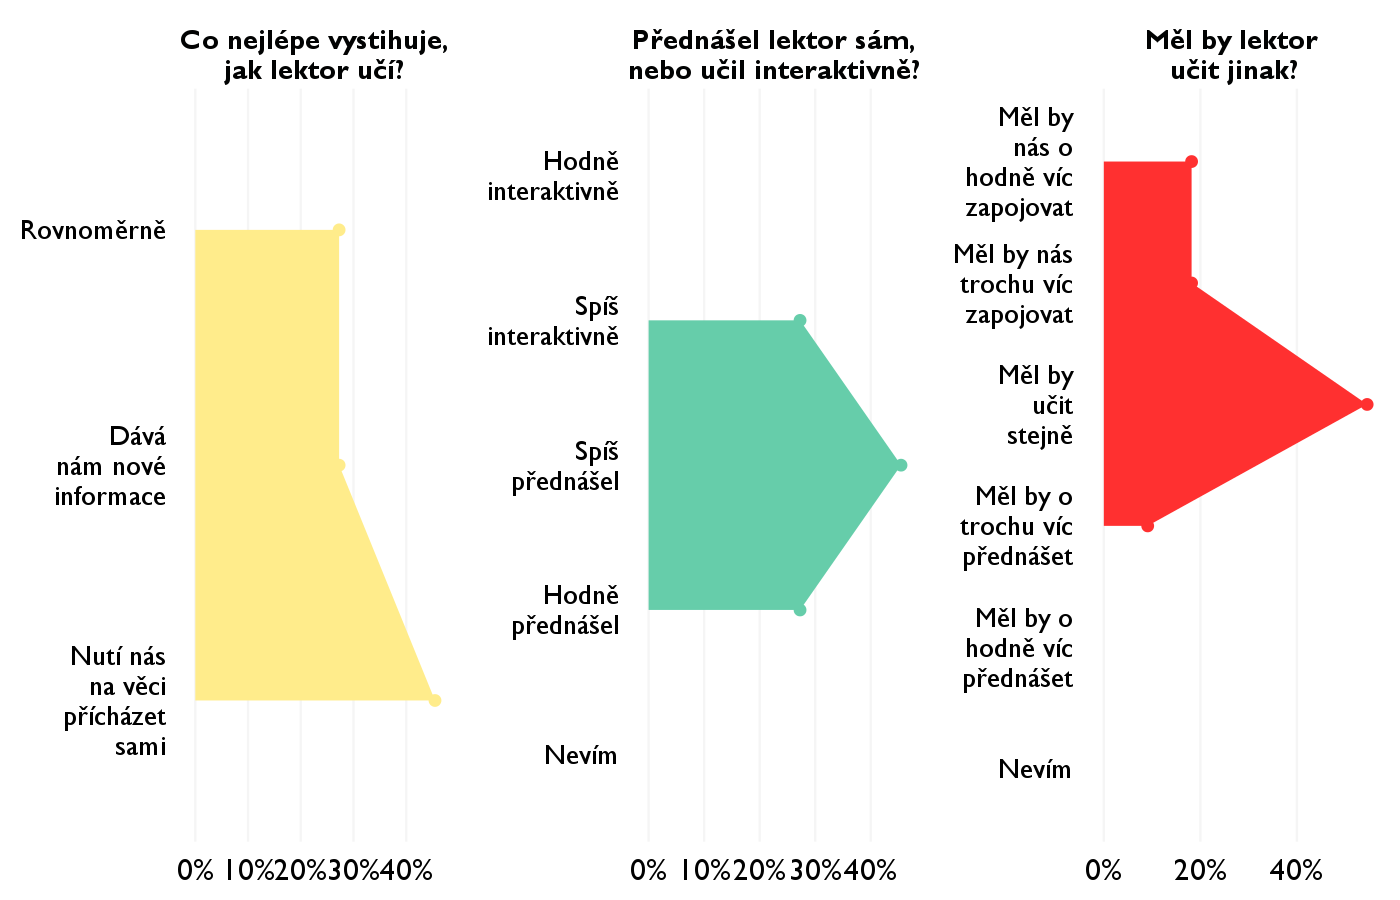 Co nejlépe vystihuje,
jak lektor učí?
Rovnoměrně
Dává
nám nové
informace
Nutí nás
na věci
přícházet
sami
0% 10% 20% 30% 40%
Přednášel lektor sám,
nebo učil interaktivně?
Hodně
interaktivně
Spíš
interaktivně
Spíš
přednášel
Hodně
přednášel
Nevím
0% 10% 20% 30% 40%
Měl by lektor
učit jinak?
Měl by
nás o
hodně víc
zapojovat
Měl by nás
trochu víc
zapojovat
Měl by
učit
stejně
Měl by o
trochu víc
přednášet
Měl by o
hodně víc
přednášet
Nevím
0% 20% 40%